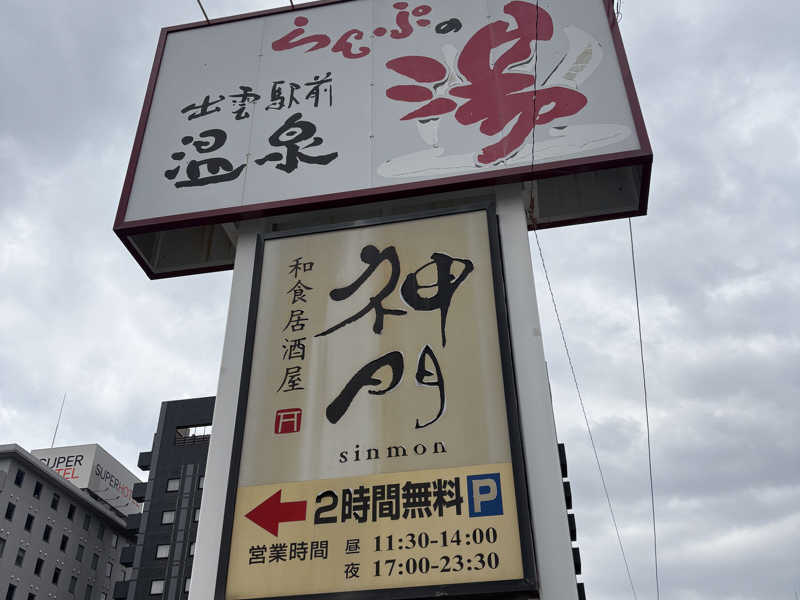 らんぷの湯
出雲駅前
温泉
和食居酒屋
神門
sinmon
2時間無料 P
営業時間 昼 11:30-14:00
夜 17:00-23:30
SUPER
HOTEL
SUPER HOTEL